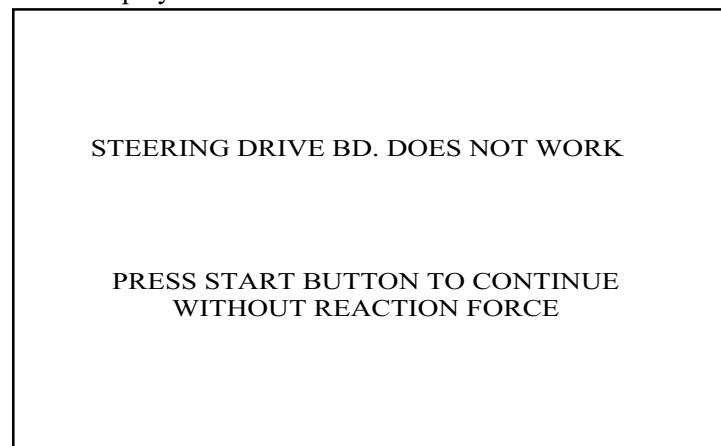 STEERING DRIVE BD. DOES NOT WORK
PRESS START BUTTON TO CONTINUE
WITHOUT REACTION FORCE